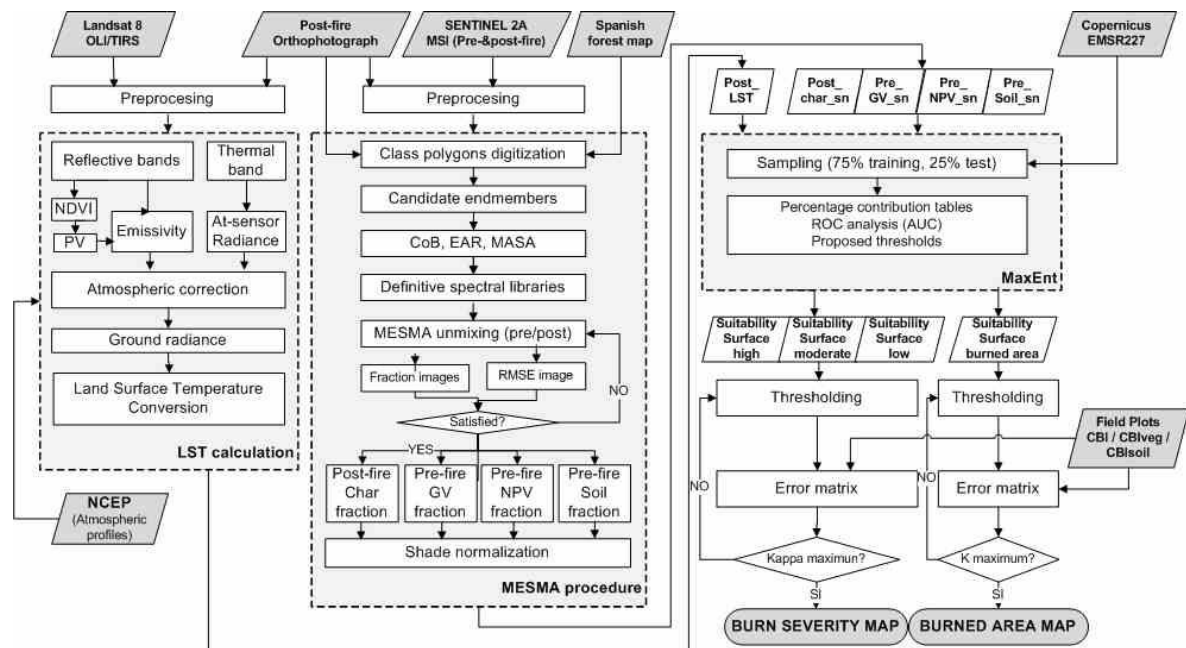 Landsat 8
OLI/TIRS
Post-fire
Orthophotograph
SENTINEL 2A
MSI (Pre-&post-fire)
Spanish
forest map
Copernicus
EMSR227
Preprocesing
Preprocesing
Reflective bands
Thermal
band
NDVI
PV
Emissivity
At-sensor
Radiance
Atmospheric correction
Ground radiance
Land Surface Temperature
Conversion
LST calculation
NCEP
(Atmospheric
profiles)
Class polygons digitization
Candidate endmembers
CoB, EAR, MASA
Definitive spectral libraries
MESMA unmixing (pre/post)
Fraction images
RMSE image
NO
Satisfied?
YES
Post-fire
Char
fraction
Pre-fire
GV
fraction
Pre-fire
NPV
fraction
Pre-fire
Soil
fraction
Shade normalization
MESMA procedure
Post_
LST
Post_
char_sn
Pre_
GV_sn
Pre_
NPV_sn
Pre_
Soil_sn
Sampling (75% training, 25% test)
Percentage contribution tables
ROC analysis (AUC)
Proposed thresholds
MaxEnt
Suitability
Surface
high
Suitability
Surface
moderate
Suitability
Surface
low
Suitability
Surface
burned area
Thresholding
Thresholding
Field Plots
CBI / CBIveg /
CBIsoil
NO
Error matrix
NO
Error matrix
Kappa maximun?
K maximum?
SI
SI
BURN SEVERITY MAP
BURNED AREA MAP